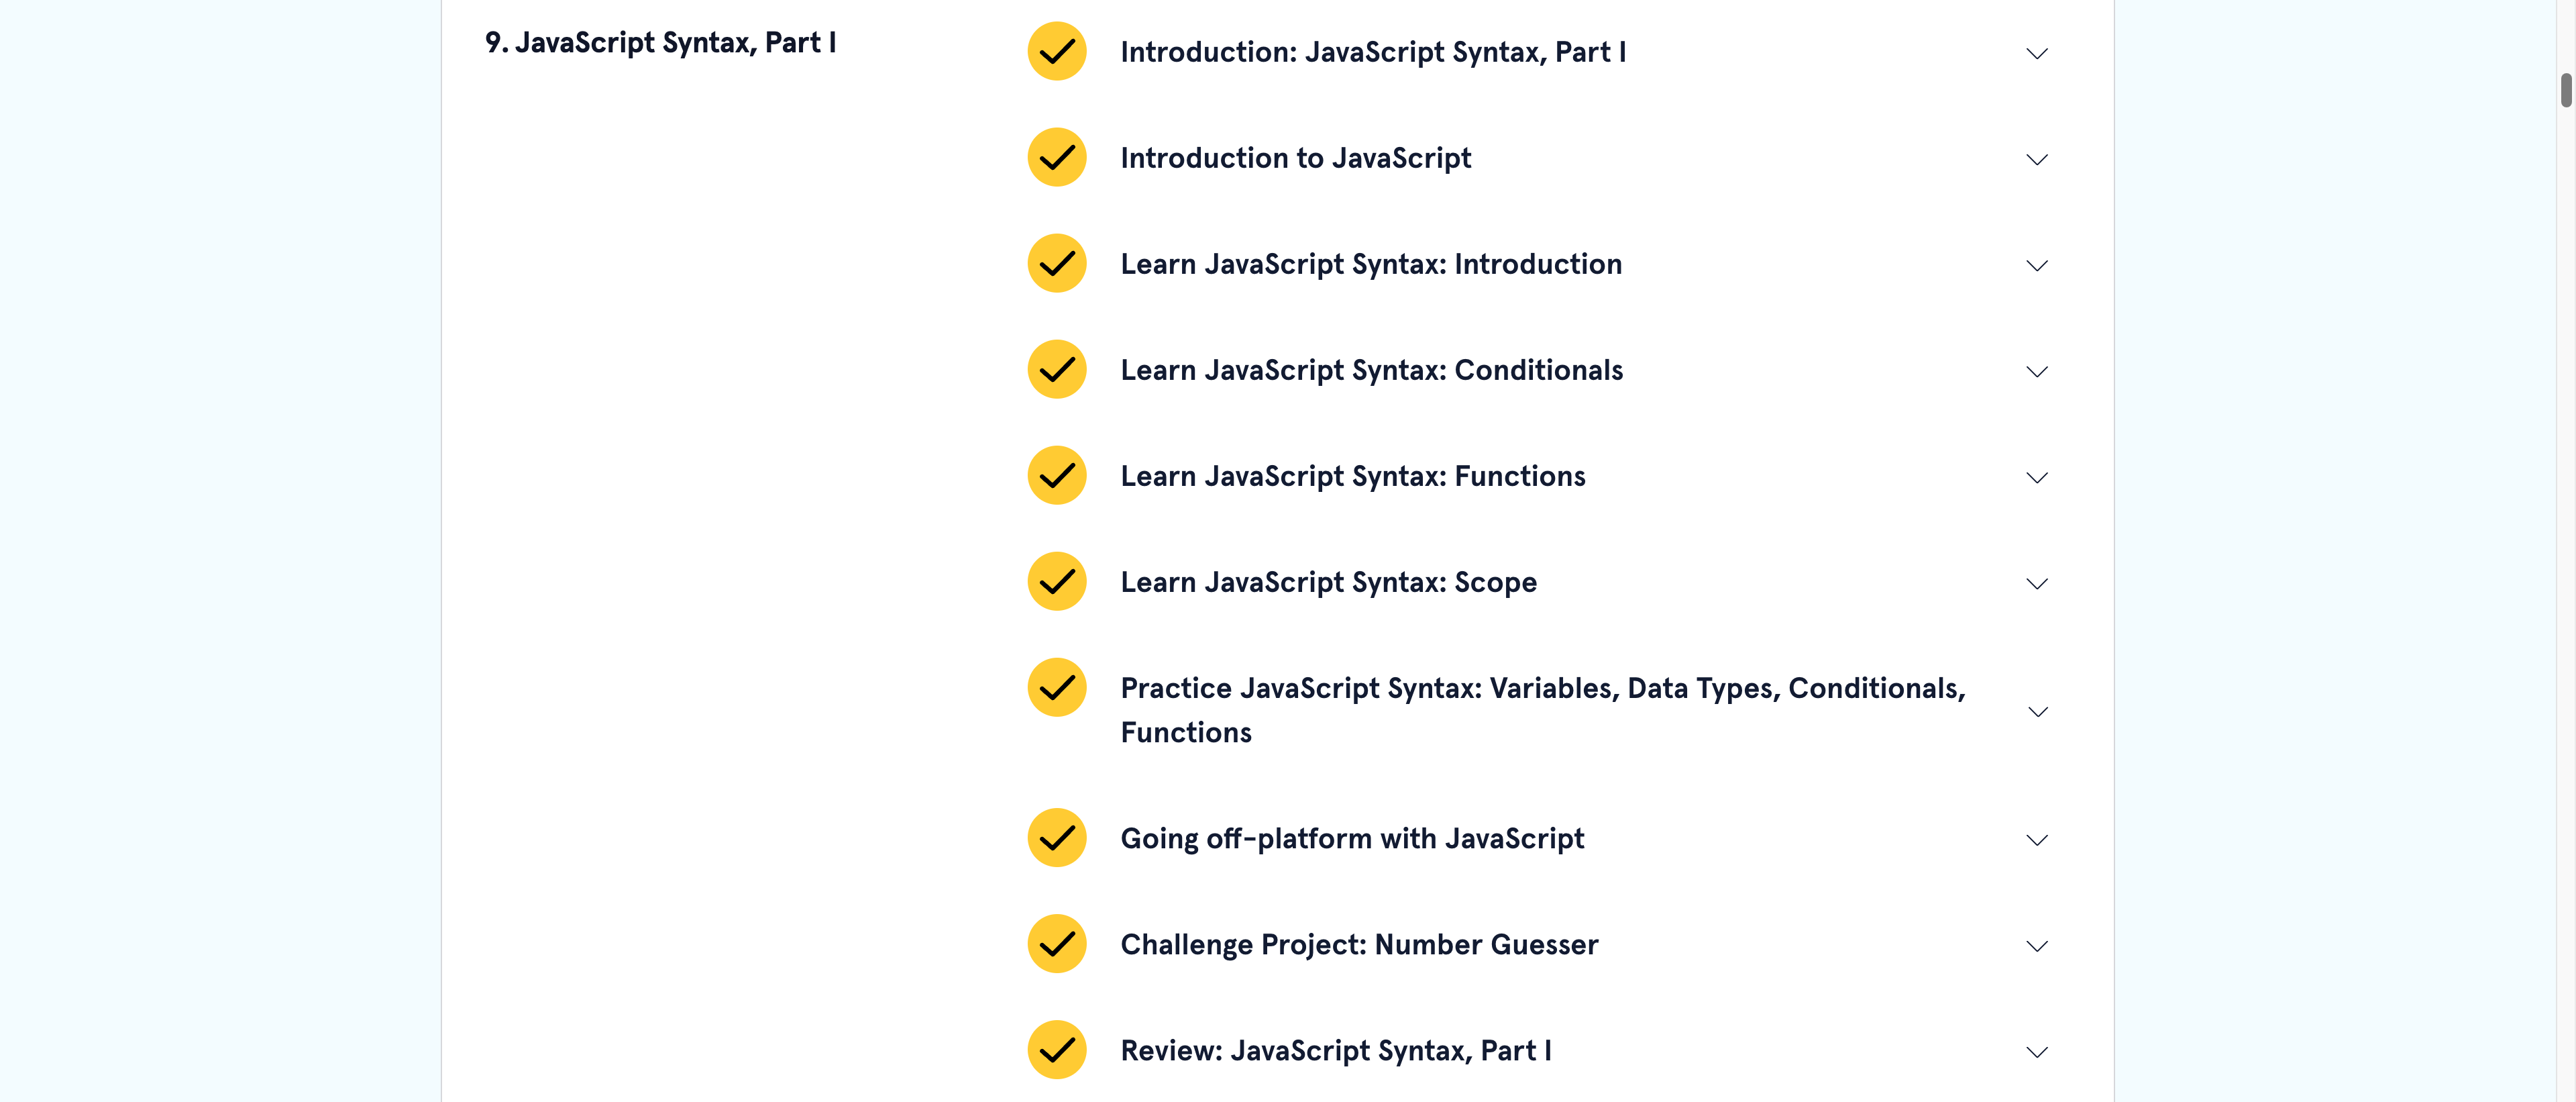 9. JavaScript Syntax, Part I
Introduction: JavaScript Syntax, Part I
Introduction to JavaScript
Learn JavaScript Syntax: Introduction
Learn JavaScript Syntax: Conditionals
Learn JavaScript Syntax: Functions
Learn JavaScript Syntax: Scope
Practice JavaScript Syntax: Variables, Data Types, Conditionals,
Functions
Going off-platform with JavaScript
Challenge Project: Number Guesser
Review: JavaScript Syntax, Part I